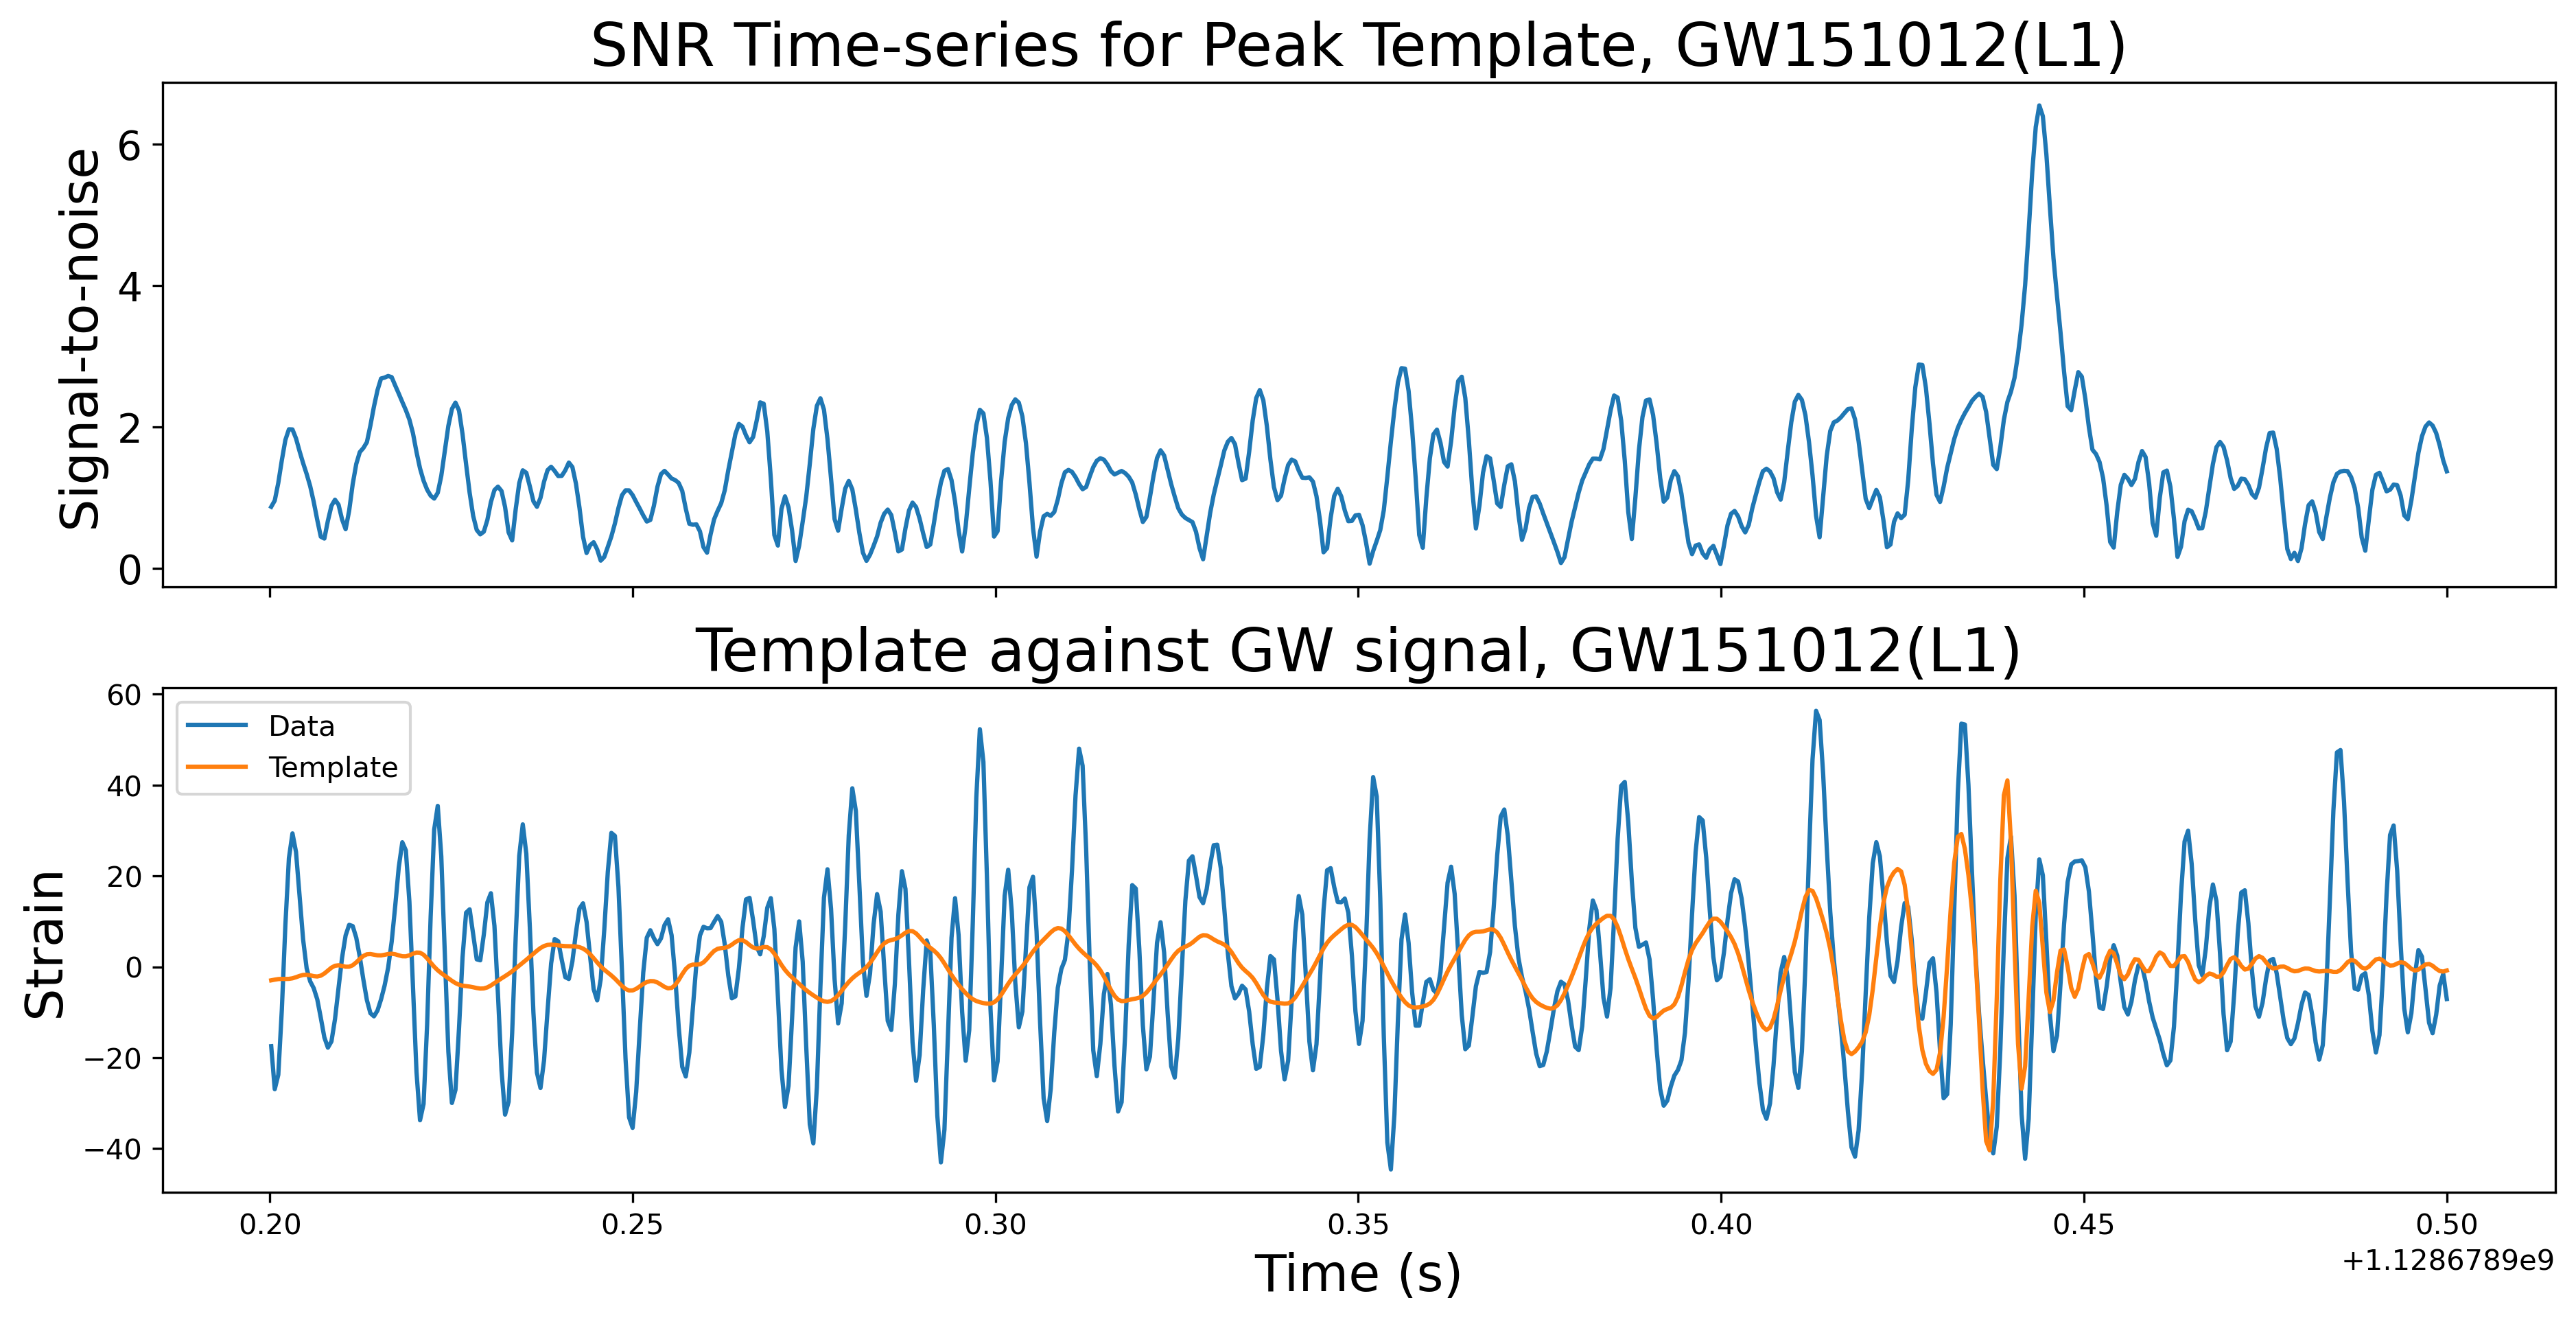 SNR Time-series for Peak Template, GW151012(L1)
Signal-to-noise
6
4
2
0
Template against GW signal, GW151012(L1)
Strain
60
40
20
0
−20
−40
Data
Template
0.20 0.25 0.30 0.35 0.40 0.45 0.50
+1.1286789e9
Time (s)